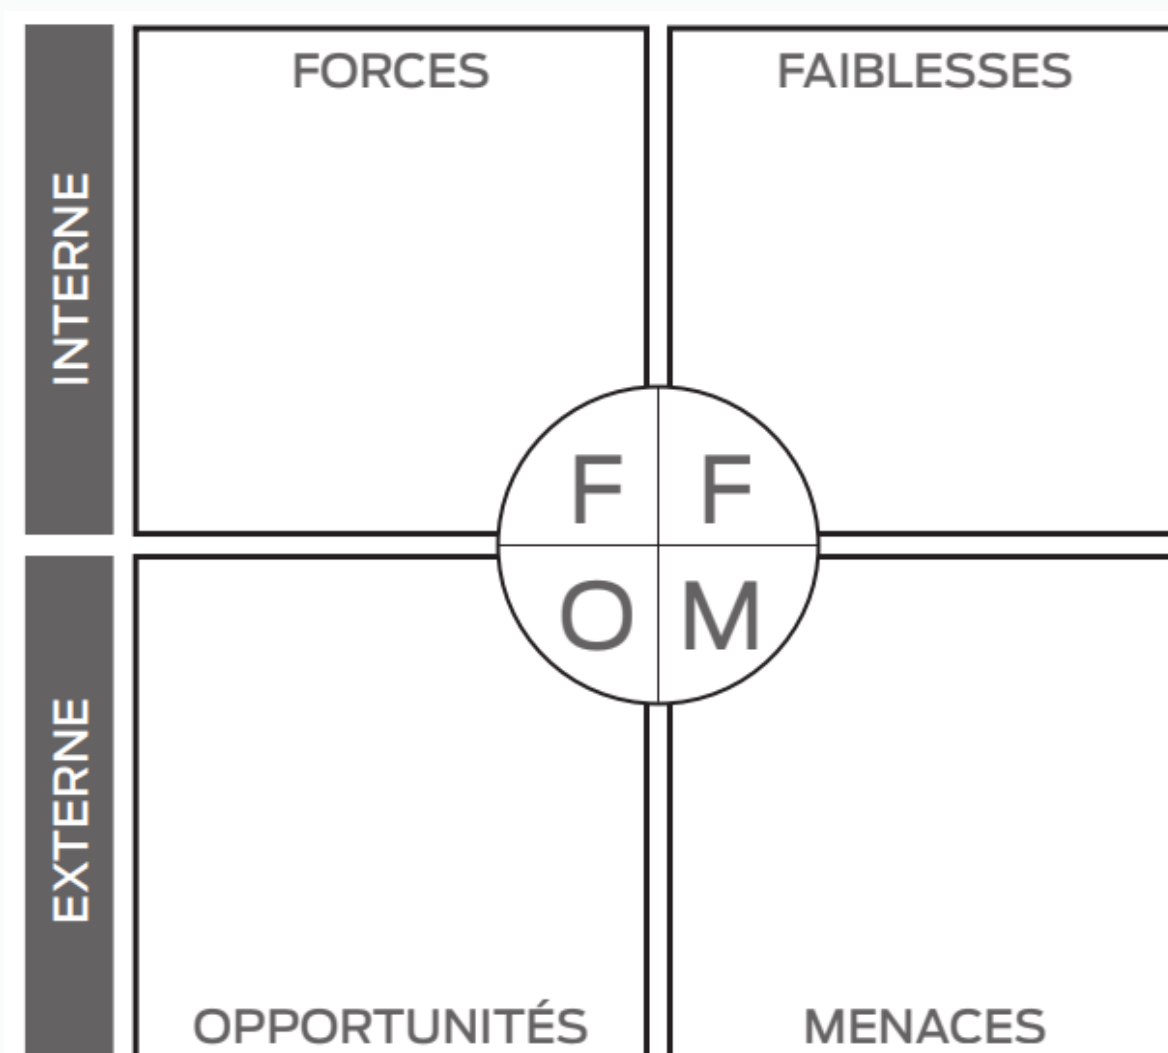 FORCES
FAIBLESSES
INTERNE
F F
O M
EXTERNE
OPPORTUNITÉS
MENACES